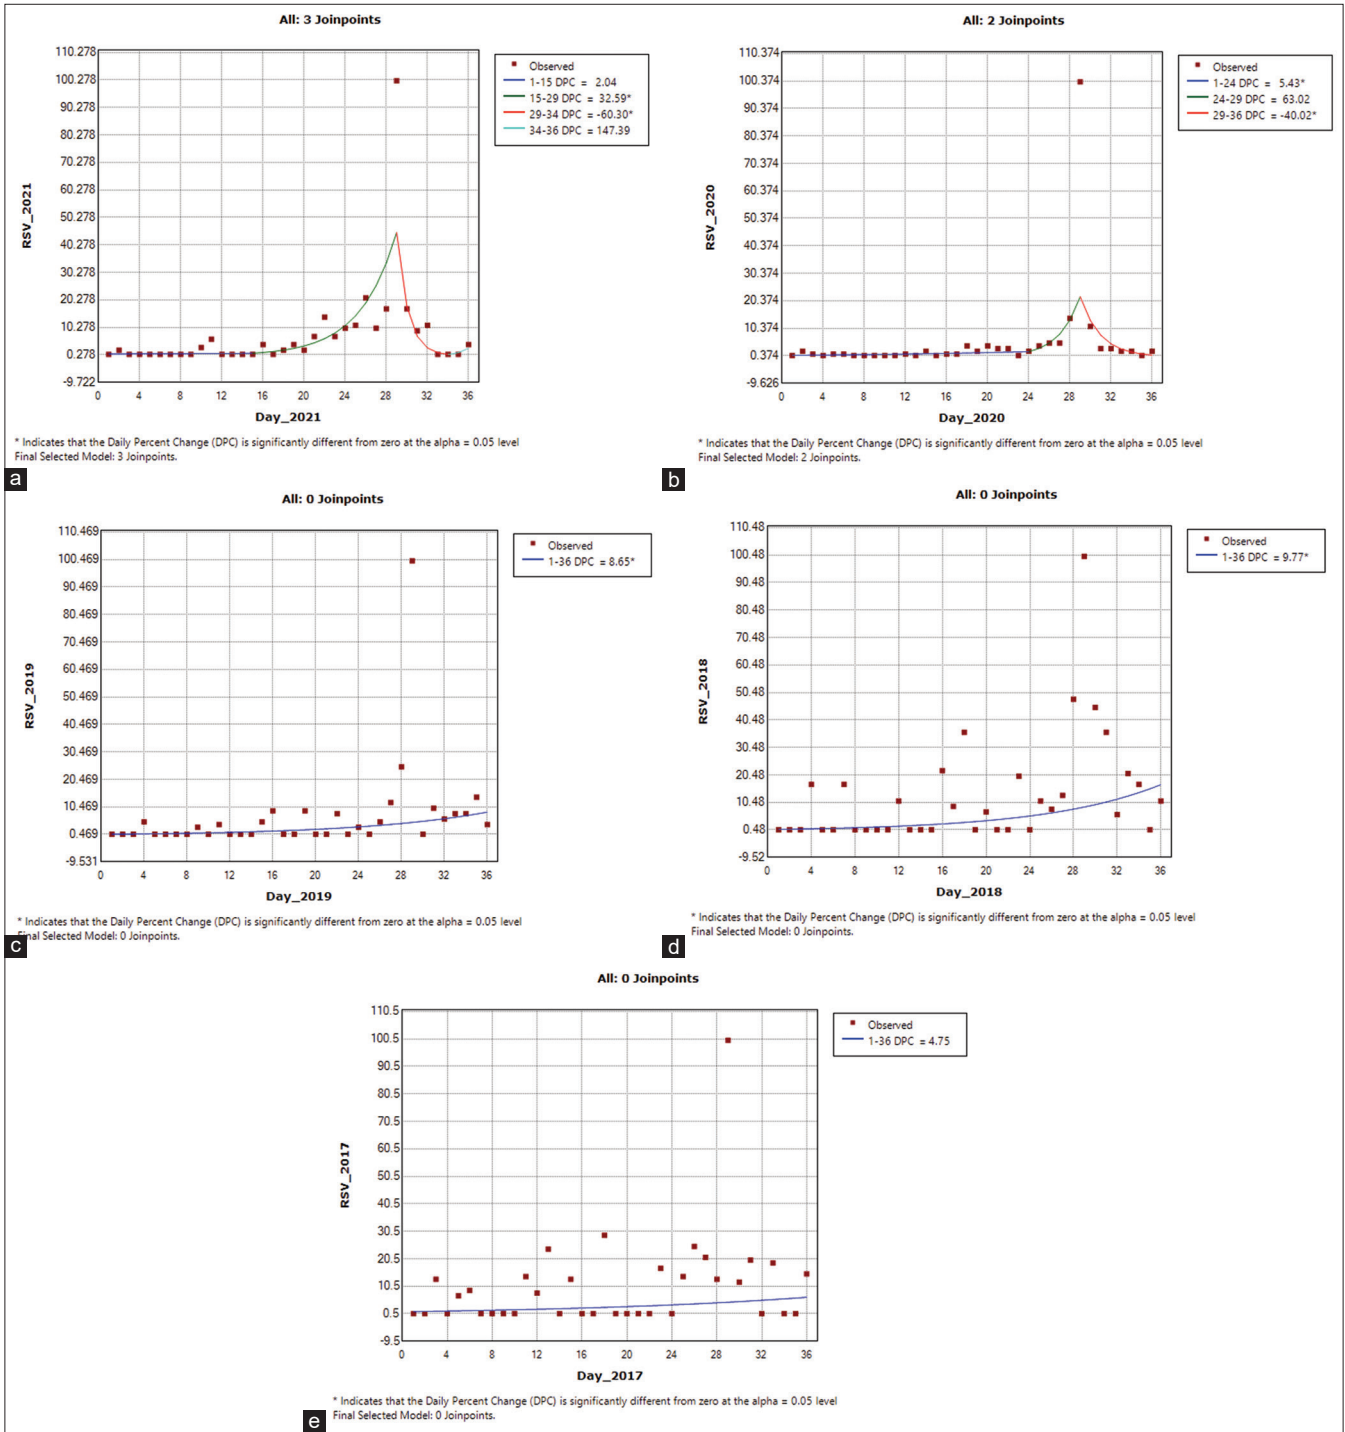 All: 3 Joinpoints
110.278
100.278
90.278
80.278
70.278
60.278
50.278
40.278
30.278
20.278
10.278
0.278
-9.722
0 4 8 12 16 20 24 28 32 36
RSV_2021
Day_2021
Observed
1-15 DPC = 2.04
15-29 DPC = 32.59*
29-34 DPC = -60.30*
34-36 DPC = 147.39
* Indicates that the Daily Percent Change (DPC) is significantly different from zero at the alpha = 0.05 level
Final Selected Model: 3 Joinpoints.
a
All: 2 Joinpoints
110.374
100.374
90.374
80.374
70.374
60.374
50.374
40.374
30.374
20.374
10.374
0.374
-9.626
0 4 8 12 16 20 24 28 32 36
RSV_2020
Day_2020
Observed
1-24 DPC = 5.43*
24-29 DPC = 63.02
29-36 DPC = -40.02*
* Indicates that the Daily Percent Change (DPC) is significantly different from zero at the alpha = 0.05 level
Final Selected Model: 2 Joinpoints.
b
All: 0 Joinpoints
110.469
100.469
90.469
80.469
70.469
60.469
50.469
40.469
30.469
20.469
10.469
0.469
-9.531
0 4 8 12 16 20 24 28 32 36
RSV_2019
Day_2019
Observed
1-36 DPC = 8.65*
* Indicates that the Daily Percent Change (DPC) is significantly different from zero at the alpha = 0.05 level
Final Selected Model: 0 Joinpoints.
c
All: 0 Joinpoints
110.48
100.48
90.48
80.48
70.48
60.48
50.48
40.48
30.48
20.48
10.48
0.48
-9.52
0 4 8 12 16 20 24 28 32 36
RSV_2018
Day_2018
Observed
1-36 DPC = 9.77*
* Indicates that the Daily Percent Change (DPC) is significantly different from zero at the alpha = 0.05 level
Final Selected Model: 0 Joinpoints.
d
All: 0 Joinpoints
110.5
100.5
90.5
80.5
70.5
60.5
50.5
40.5
30.5
20.5
10.5
0.5
-9.5
0 4 8 12 16 20 24 28 32 36
RSV_2017
Day_2017
Observed
1-36 DPC = 4.75
* Indicates that the Daily Percent Change (DPC) is significantly different from zero at the alpha = 0.05 level
Final Selected Model: 0 Joinpoints.
e